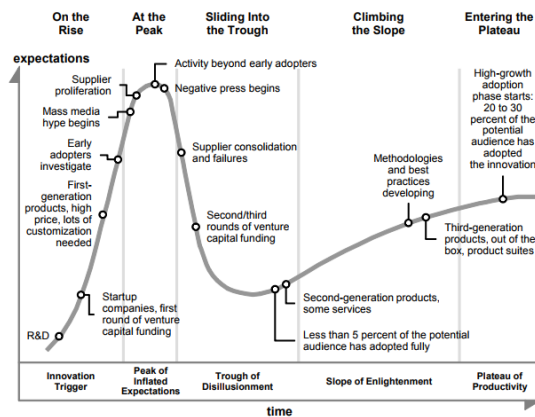 On the
Rise
At the
Peak
Sliding Into
the Trough
Climbing
the Slope
Entering the
Plateau
expectations
Activity beyond early adopters
Supplier
proliferation
Negative press begins
Mass media
hype begins
Early
adopters
investigate
First-
generation
products, high
price, lots of
customization
needed
Startup
companies, first
round of venture
capital funding
R&D
Supplier consolidation
and failures
Second/third
rounds of venture
capital funding
Second-generation products,
some services
Less than 5 percent of the potential
audience has adopted fully
Methodologies
and best
practices
developing
Third-generation
products, out of the
box, product suites
High-growth
adoption
phase starts:
20 to 30
percent of the
potential
audience has
adopted
the innovation
Innovation
Trigger
Peak of
Inflated
Expectations
Trough of
Disillusionment
Slope of Enlightenment
Plateau of
Productivity
time